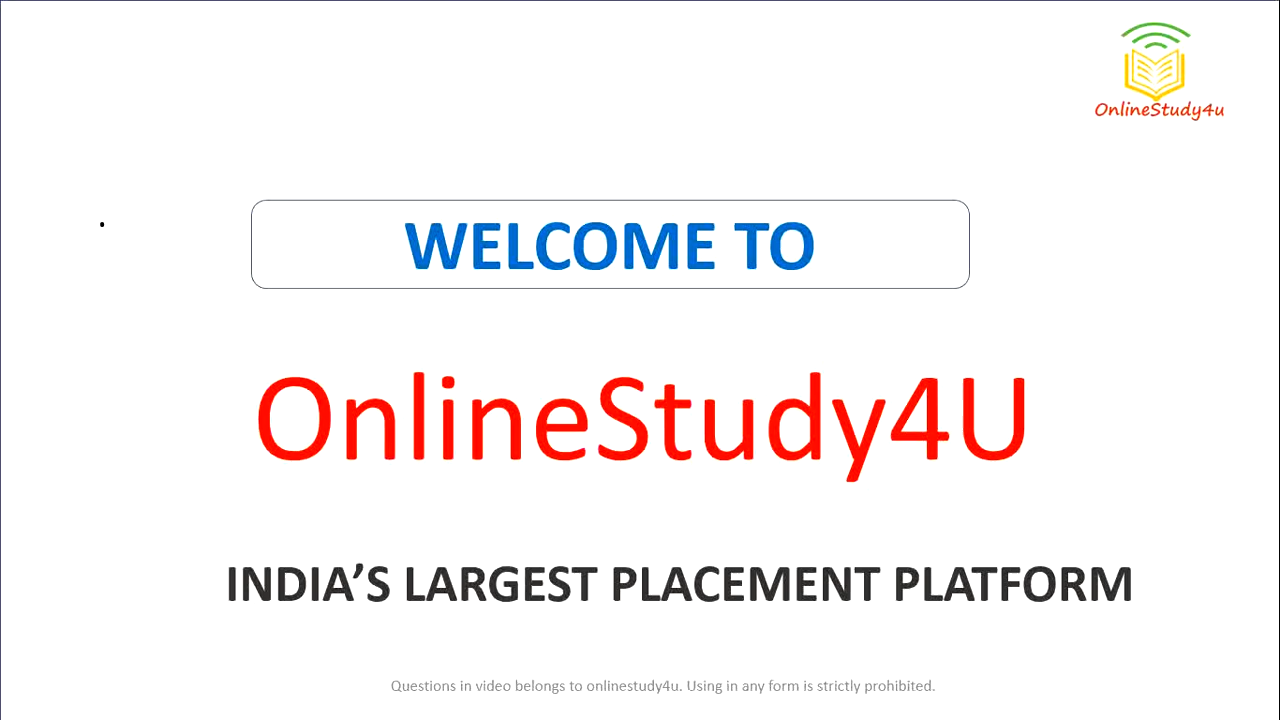 OnlineStudy4u
WELCOME TO
OnlineStudy4U
INDIA’S LARGEST PLACEMENT PLATFORM
Questions in video belongs to onlinestudy4u. Using in any form is strictly prohibited.